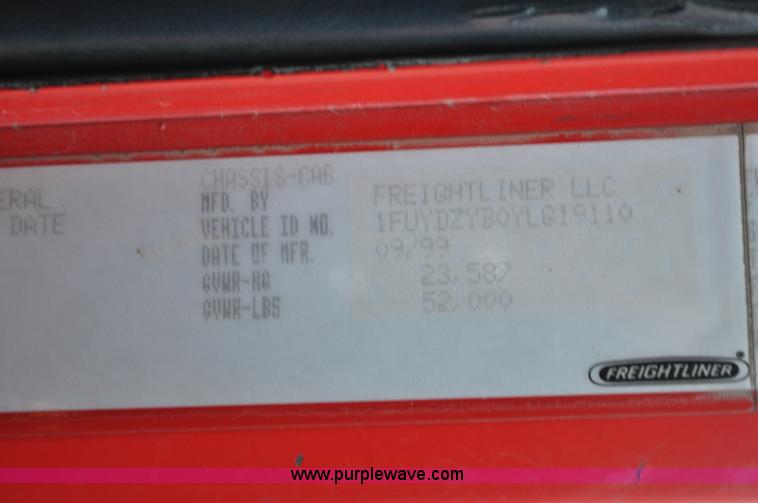 CHASSIS-CAB
ERAL MFD. BY FREIGHTLINER LLC
DATE VEHICLE ID NO. 1FUYDZYB0YLG19110
DATE OF MFR. 09/99
GVWR-KG 23,587
GVWR-LBS 52,000
FREIGHTLINER
www.purplewave.com